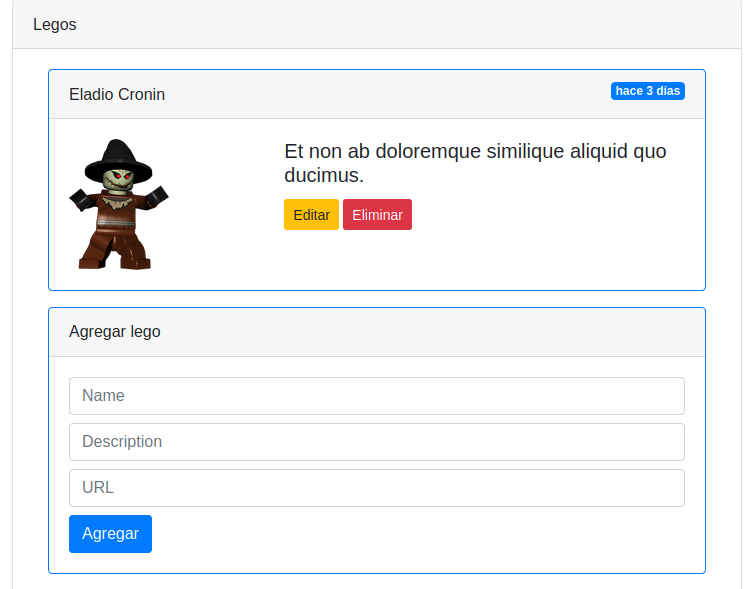 Legos
Eladio Cronin
hace 3 días
Et non ab doloremque similique aliquid quo
ducimus.
Editar
Eliminar
Agregar lego
Name
Description
URL
Agregar